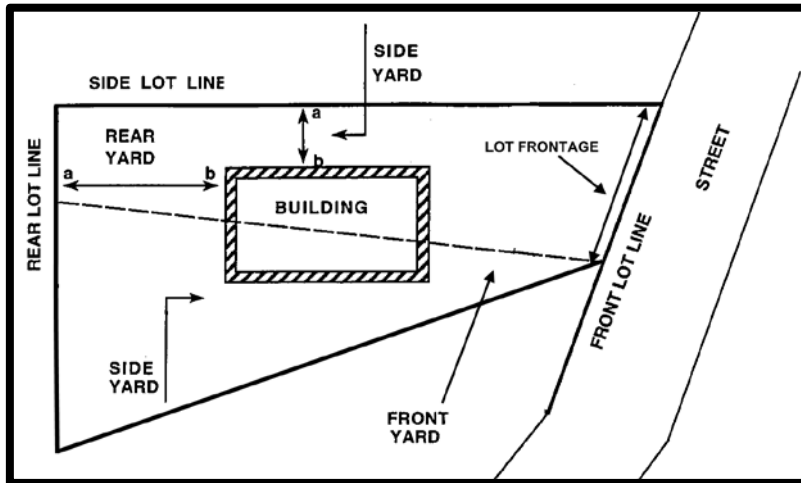 SIDE
YARD
SIDE LOT LINE
a
REAR
YARD
LOT FRONTAGE
STREET
a
b
b
BUILDING
REAR LOT LINE
FRONT LOT LINE
SIDE
YARD
FRONT
YARD